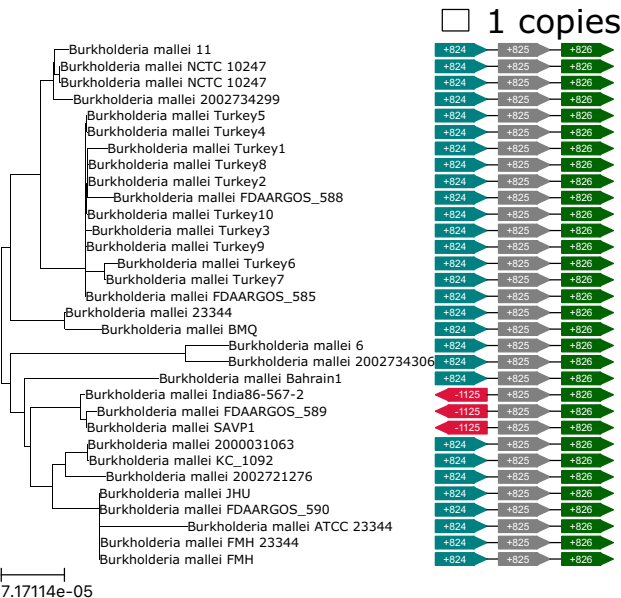 1 copies
Burkholderia mallei 11 +824 +825 +826
Burkholderia mallei NCTC 10247 +824 +825 +826
Burkholderia mallei NCTC 10247 +824 +825 +826
Burkholderia mallei 2002734299 +824 +825 +826
Burkholderia mallei Turkey5 +824 +825 +826
Burkholderia mallei Turkey4 +824 +825 +826
Burkholderia mallei Turkey1 +824 +825 +826
Burkholderia mallei Turkey8 +824 +825 +826
Burkholderia mallei Turkey2 +824 +825 +826
Burkholderia mallei FDAARGOS_588 +824 +825 +826
Burkholderia mallei Turkey10 +824 +825 +826
Burkholderia mallei Turkey3 +824 +825 +826
Burkholderia mallei Turkey9 +824 +825 +826
Burkholderia mallei Turkey6 +824 +825 +826
Burkholderia mallei Turkey7 +824 +825 +826
Burkholderia mallei FDAARGOS_585 +824 +825 +826
Burkholderia mallei 23344 +824 +825 +826
Burkholderia mallei BMQ +824 +825 +826
Burkholderia mallei 6 +824 +825 +826
Burkholderia mallei 2002734306 +824 +825 +826
Burkholderia mallei Bahrain1 +824 +825 +826
Burkholderia mallei India86-567-2 -1125 +825 +826
Burkholderia mallei FDAARGOS_589 -1125 +825 +826
Burkholderia mallei SAVP1 -1125 +825 +826
Burkholderia mallei 2000031063 +824 +825 +826
Burkholderia mallei KC_1092 +824 +825 +826
Burkholderia mallei 2002721276 +824 +825 +826
Burkholderia mallei JHU +824 +825 +826
Burkholderia mallei FDAARGOS_590 +824 +825 +826
Burkholderia mallei ATCC 23344 +824 +825 +826
Burkholderia mallei FMH 23344 +824 +825 +826
Burkholderia mallei FMH +824 +825 +826
7.17114e-05